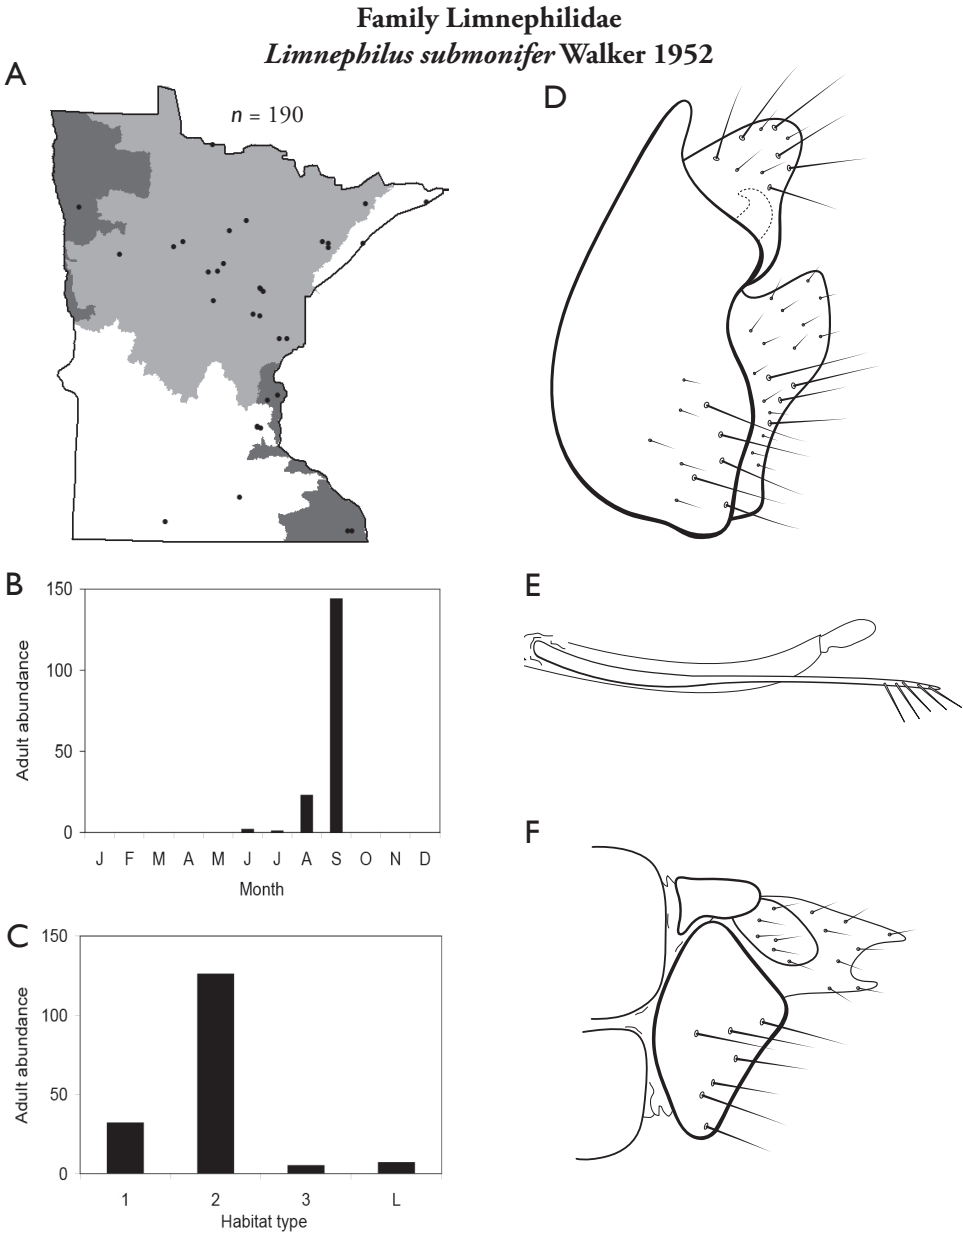 Family Limnephilidae
Limnephilus submonifer Walker 1952
A
n = 190
D
B
150
100
50
0
Adult abundance
J F M A M J J A S O N D
Month
E
C
150
100
50
0
Adult abundance
1 2 3 L
Habitat type
F